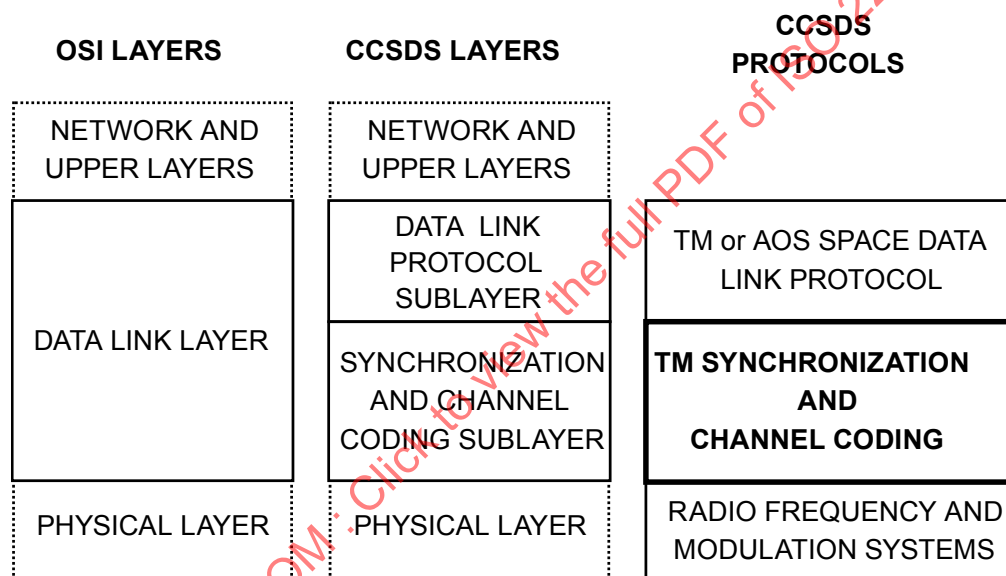 OSI LAYERS
CCSDS LAYERS
CCSDS
PROTOCOLS
NETWORK AND
UPPER LAYERS
NETWORK AND
UPPER LAYERS
DATA LINK LAYER
DATA LINK
PROTOCOL
SUBLAYER
TM or AOS SPACE DATA
LINK PROTOCOL
SYNCHRONIZATION
AND CHANNEL
CODING SUBLAYER
TM SYNCHRONIZATION
AND
CHANNEL CODING
PHYSICAL LAYER
PHYSICAL LAYER
RADIO FREQUENCY AND
MODULATION SYSTEMS
OM : Click to view the full PDF of ISO 22